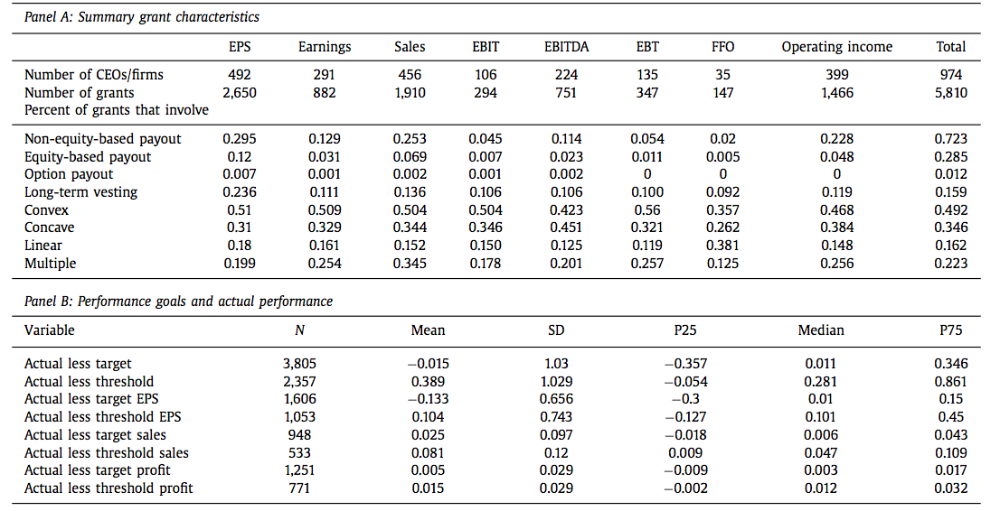 Panel A: Summary grant characteristics
EPS Earnings Sales EBIT EBITDA EBT FFO Operating income Total
Number of CEOs/firms 492 291 456 106 224 135 35 399 974
Number of grants 2,650 882 1,910 294 751 347 147 1,466 5,810
Percent of grants that involve
Non-equity-based payout 0.295 0.129 0.253 0.045 0.114 0.054 0.02 0.228 0.723
Equity-based payout 0.12 0.031 0.069 0.007 0.023 0.011 0.005 0.048 0.285
Option payout 0.007 0.001 0.002 0.001 0.002 0 0 0 0.012
Long-term vesting 0.236 0.111 0.136 0.106 0.106 0.100 0.092 0.119 0.159
Convex 0.51 0.509 0.504 0.504 0.423 0.56 0.357 0.468 0.492
Concave 0.31 0.329 0.344 0.346 0.451 0.321 0.262 0.384 0.346
Linear 0.18 0.161 0.152 0.150 0.125 0.119 0.381 0.148 0.162
Multiple 0.199 0.254 0.345 0.178 0.201 0.257 0.125 0.256 0.223
Panel B: Performance goals and actual performance
Variable N Mean SD P25 Median P75
Actual less target 3,805 −0.015 1.03 −0.357 0.011 0.346
Actual less threshold 2,357 0.389 1.029 −0.054 0.281 0.861
Actual less target EPS 1,606 −0.133 0.656 −0.3 0.01 0.15
Actual less threshold EPS 1,053 0.104 0.743 −0.127 0.101 0.45
Actual less target sales 948 0.025 0.097 −0.018 0.006 0.043
Actual less threshold sales 533 0.081 0.12 0.009 0.047 0.109
Actual less target profit 1,251 0.005 0.029 −0.009 0.003 0.017
Actual less threshold profit 771 0.015 0.029 −0.002 0.012 0.032